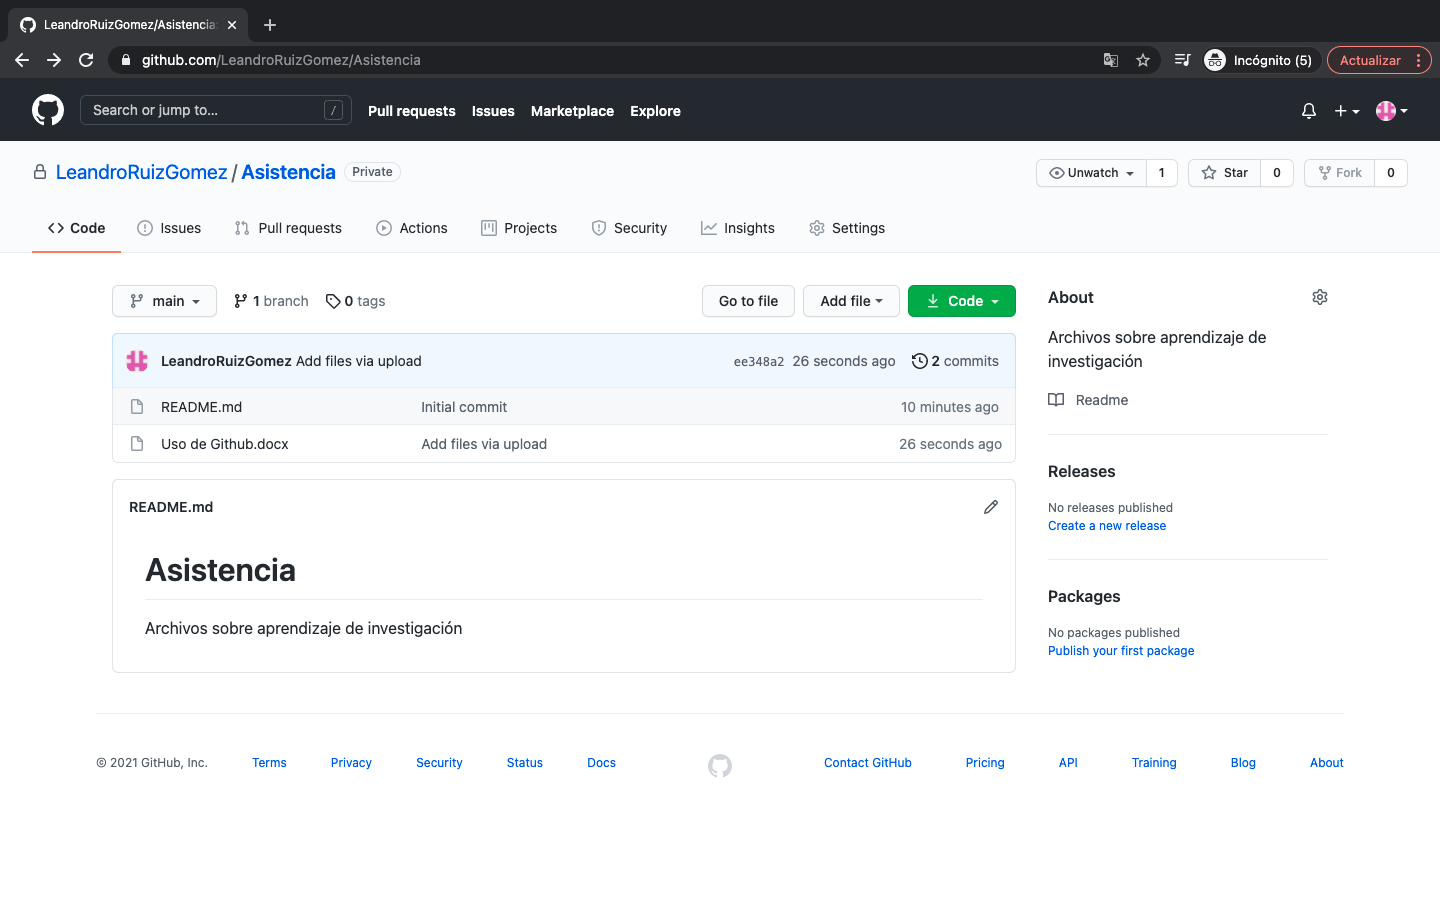 LeandroRuizGomez/Asistencia:
github.com/LeandroRuizGomez/Asistencia
Incógnito (5)
Actualizar
Search or jump to...
/
Pull requests
Issues
Marketplace
Explore
LeandroRuizGomez / Asistencia
Private
Unwatch
1
Star
0
Fork
0
Code
Issues
Pull requests
Actions
Projects
Security
Insights
Settings
main
1 branch
0 tags
Go to file
Add file
Code
LeandroRuizGomez Add files via upload
ee348a2 26 seconds ago
2 commits
README.md
Initial commit
10 minutes ago
Uso de Github.docx
Add files via upload
26 seconds ago
README.md
Asistencia
Archivos sobre aprendizaje de investigación
About
Archivos sobre aprendizaje de
investigación
Readme
Releases
No releases published
Create a new release
Packages
No packages published
Publish your first package
© 2021 GitHub, Inc.
Terms
Privacy
Security
Status
Docs
Contact GitHub
Pricing
API
Training
Blog
About